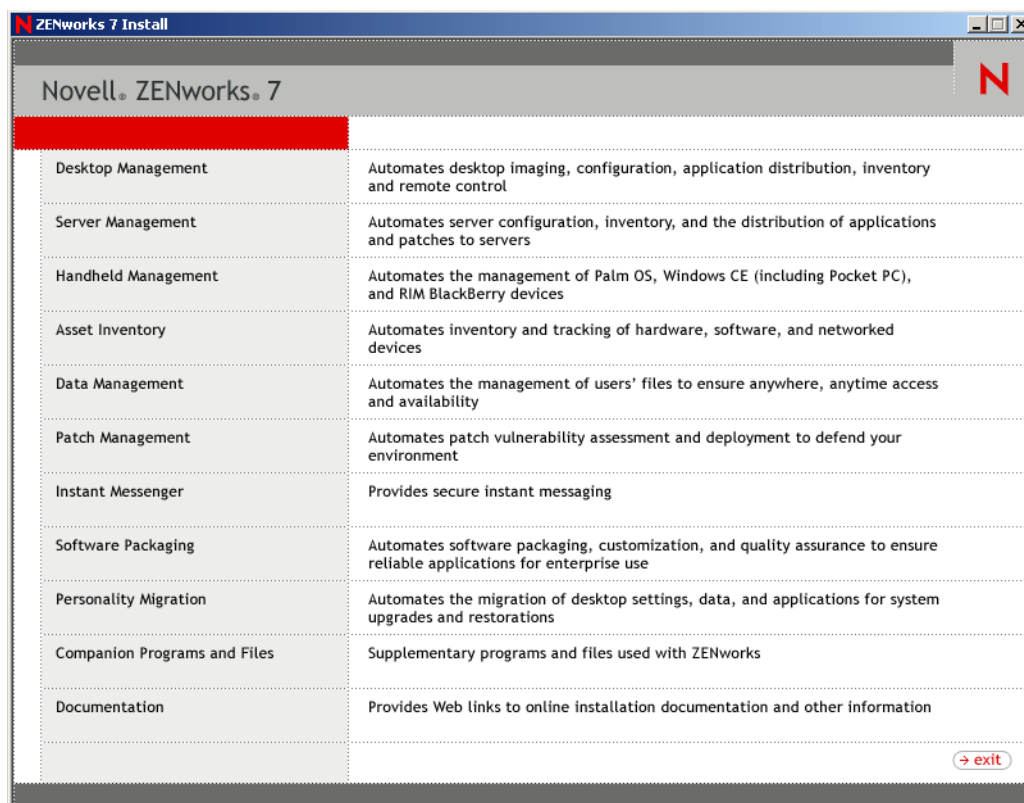 ZENworks 7 Install
Novell® ZENworks® 7
N
Desktop Management
Automates desktop imaging, configuration, application distribution, inventory
and remote control
Server Management
Automates server configuration, inventory, and the distribution of applications
and patches to servers
Handheld Management
Automates the management of Palm OS, Windows CE (including Pocket PC),
and RIM BlackBerry devices
Asset Inventory
Automates inventory and tracking of hardware, software, and networked
devices
Data Management
Automates the management of users' files to ensure anywhere, anytime access
and availability
Patch Management
Automates patch vulnerability assessment and deployment to defend your
environment
Instant Messenger
Provides secure instant messaging
Software Packaging
Automates software packaging, customization, and quality assurance to ensure
reliable applications for enterprise use
Personality Migration
Automates the migration of desktop settings, data, and applications for system
upgrades and restorations
Companion Programs and Files
Supplementary programs and files used with ZENworks
Documentation
Provides Web links to online installation documentation and other information
→ exit